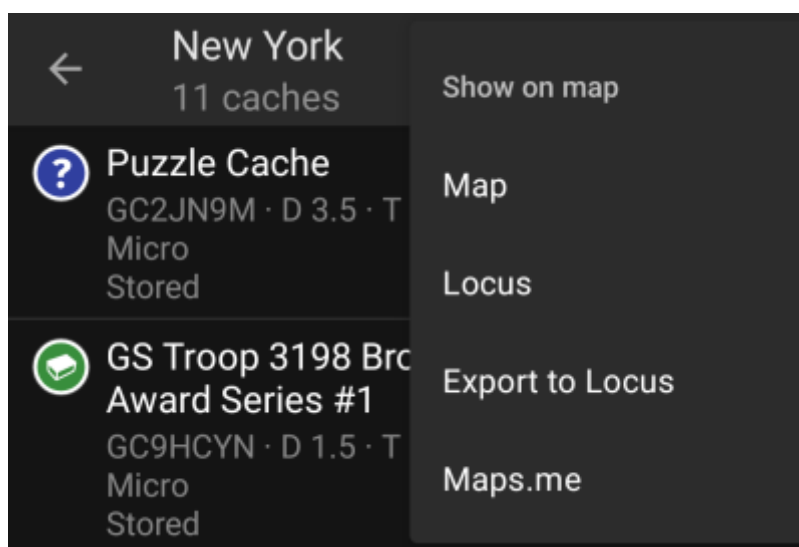 New York
11 caches
Puzzle Cache
GC2JN9M · D 3.5 · T
Micro
Stored
GS Troop 3198
Award Series #1
GC9HCYN · D 1.5 · T
Micro
Stored
Show on map
Map
Locus
Export to Locus
Maps.me